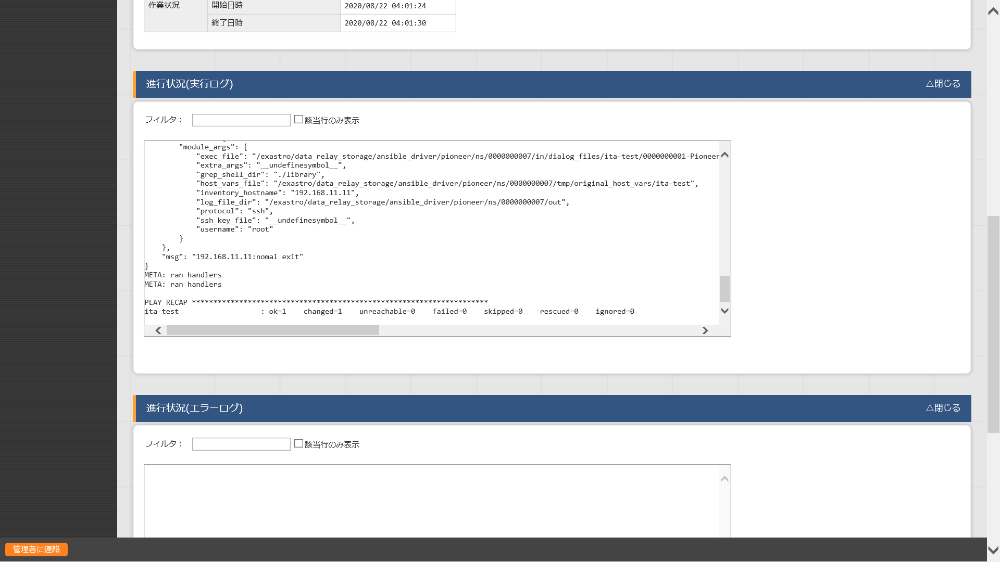 作業状況 開始日時 2020/08/22 04:01:24
終了日時 2020/08/22 04:01:30
進行状況(実行ログ) △閉じる
フィルタ： 該当行のみ表示
"module_args": {
"exec_file": "/exastro/data_relay_storage/ansible_driver/pioneer/ns/0000000007/in/dialog_files/ita-test/0000000001-Pioneer
"extra_args": "__undefinesymbol__",
"grep_shell_dir": "./library",
"host_vars_file": "/exastro/data_relay_storage/ansible_driver/pioneer/ns/0000000007/tmp/original_host_vars/ita-test",
"inventory_hostname": "192.168.11.11",
"log_file_dir": "/exastro/data_relay_storage/ansible_driver/pioneer/ns/0000000007/out",
"protocol": "ssh",
"ssh_key_file": "__undefinesymbol__",
"username": "root"
}
},
"msg": "192.168.11.11:nomal exit"
}
META: ran handlers
META: ran handlers
PLAY RECAP *********************************************************************
ita-test : ok=1 changed=1 unreachable=0 failed=0 skipped=0 rescued=0 ignored=0
進行状況(エラーログ) △閉じる
フィルタ： 該当行のみ表示
管理者に連絡